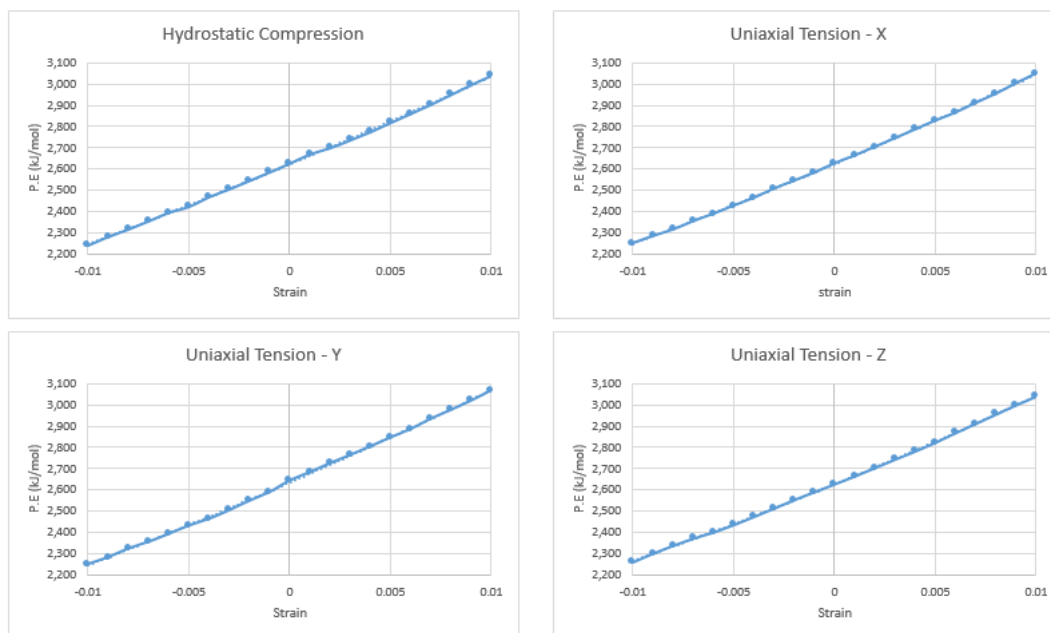 Hydrostatic Compression
P.E (kJ/mol)
3,100
3,000
2,900
2,800
2,700
2,600
2,500
2,400
2,300
2,200
-0.01 -0.005 0 0.005 0.01
Strain
Uniaxial Tension - X
P.E (kJ/mol)
3,100
3,000
2,900
2,800
2,700
2,600
2,500
2,400
2,300
2,200
-0.01 -0.005 0 0.005 0.01
strain
Uniaxial Tension - Y
P.E (kJ/mol)
3,100
3,000
2,900
2,800
2,700
2,600
2,500
2,400
2,300
2,200
-0.01 -0.005 0 0.005 0.01
Strain
Uniaxial Tension - Z
P.E (kJ/mol)
3,100
3,000
2,900
2,800
2,700
2,600
2,500
2,400
2,300
2,200
-0.01 -0.005 0 0.005 0.01
Strain